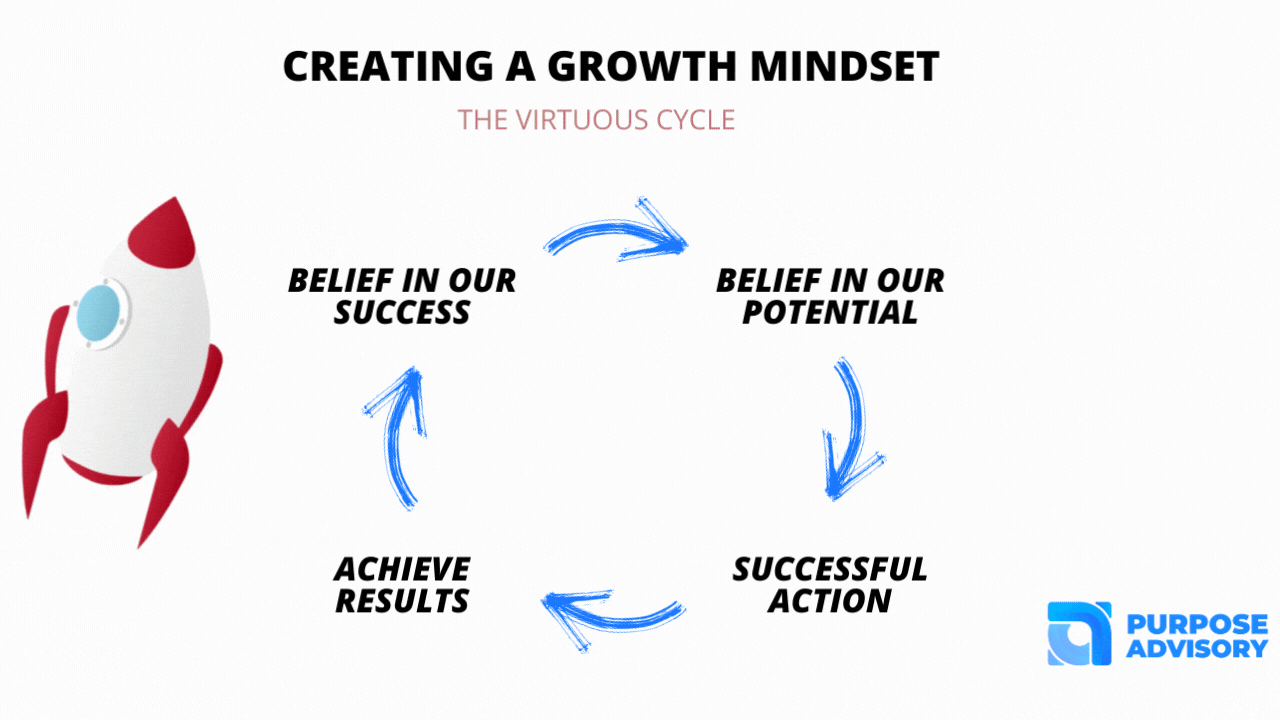 CREATING A GROWTH MINDSET
THE VIRTUOUS CYCLE
BELIEF IN OUR
SUCCESS
BELIEF IN OUR
POTENTIAL
ACHIEVE
RESULTS
SUCCESSFUL
ACTION
PURPOSE
ADVISORY